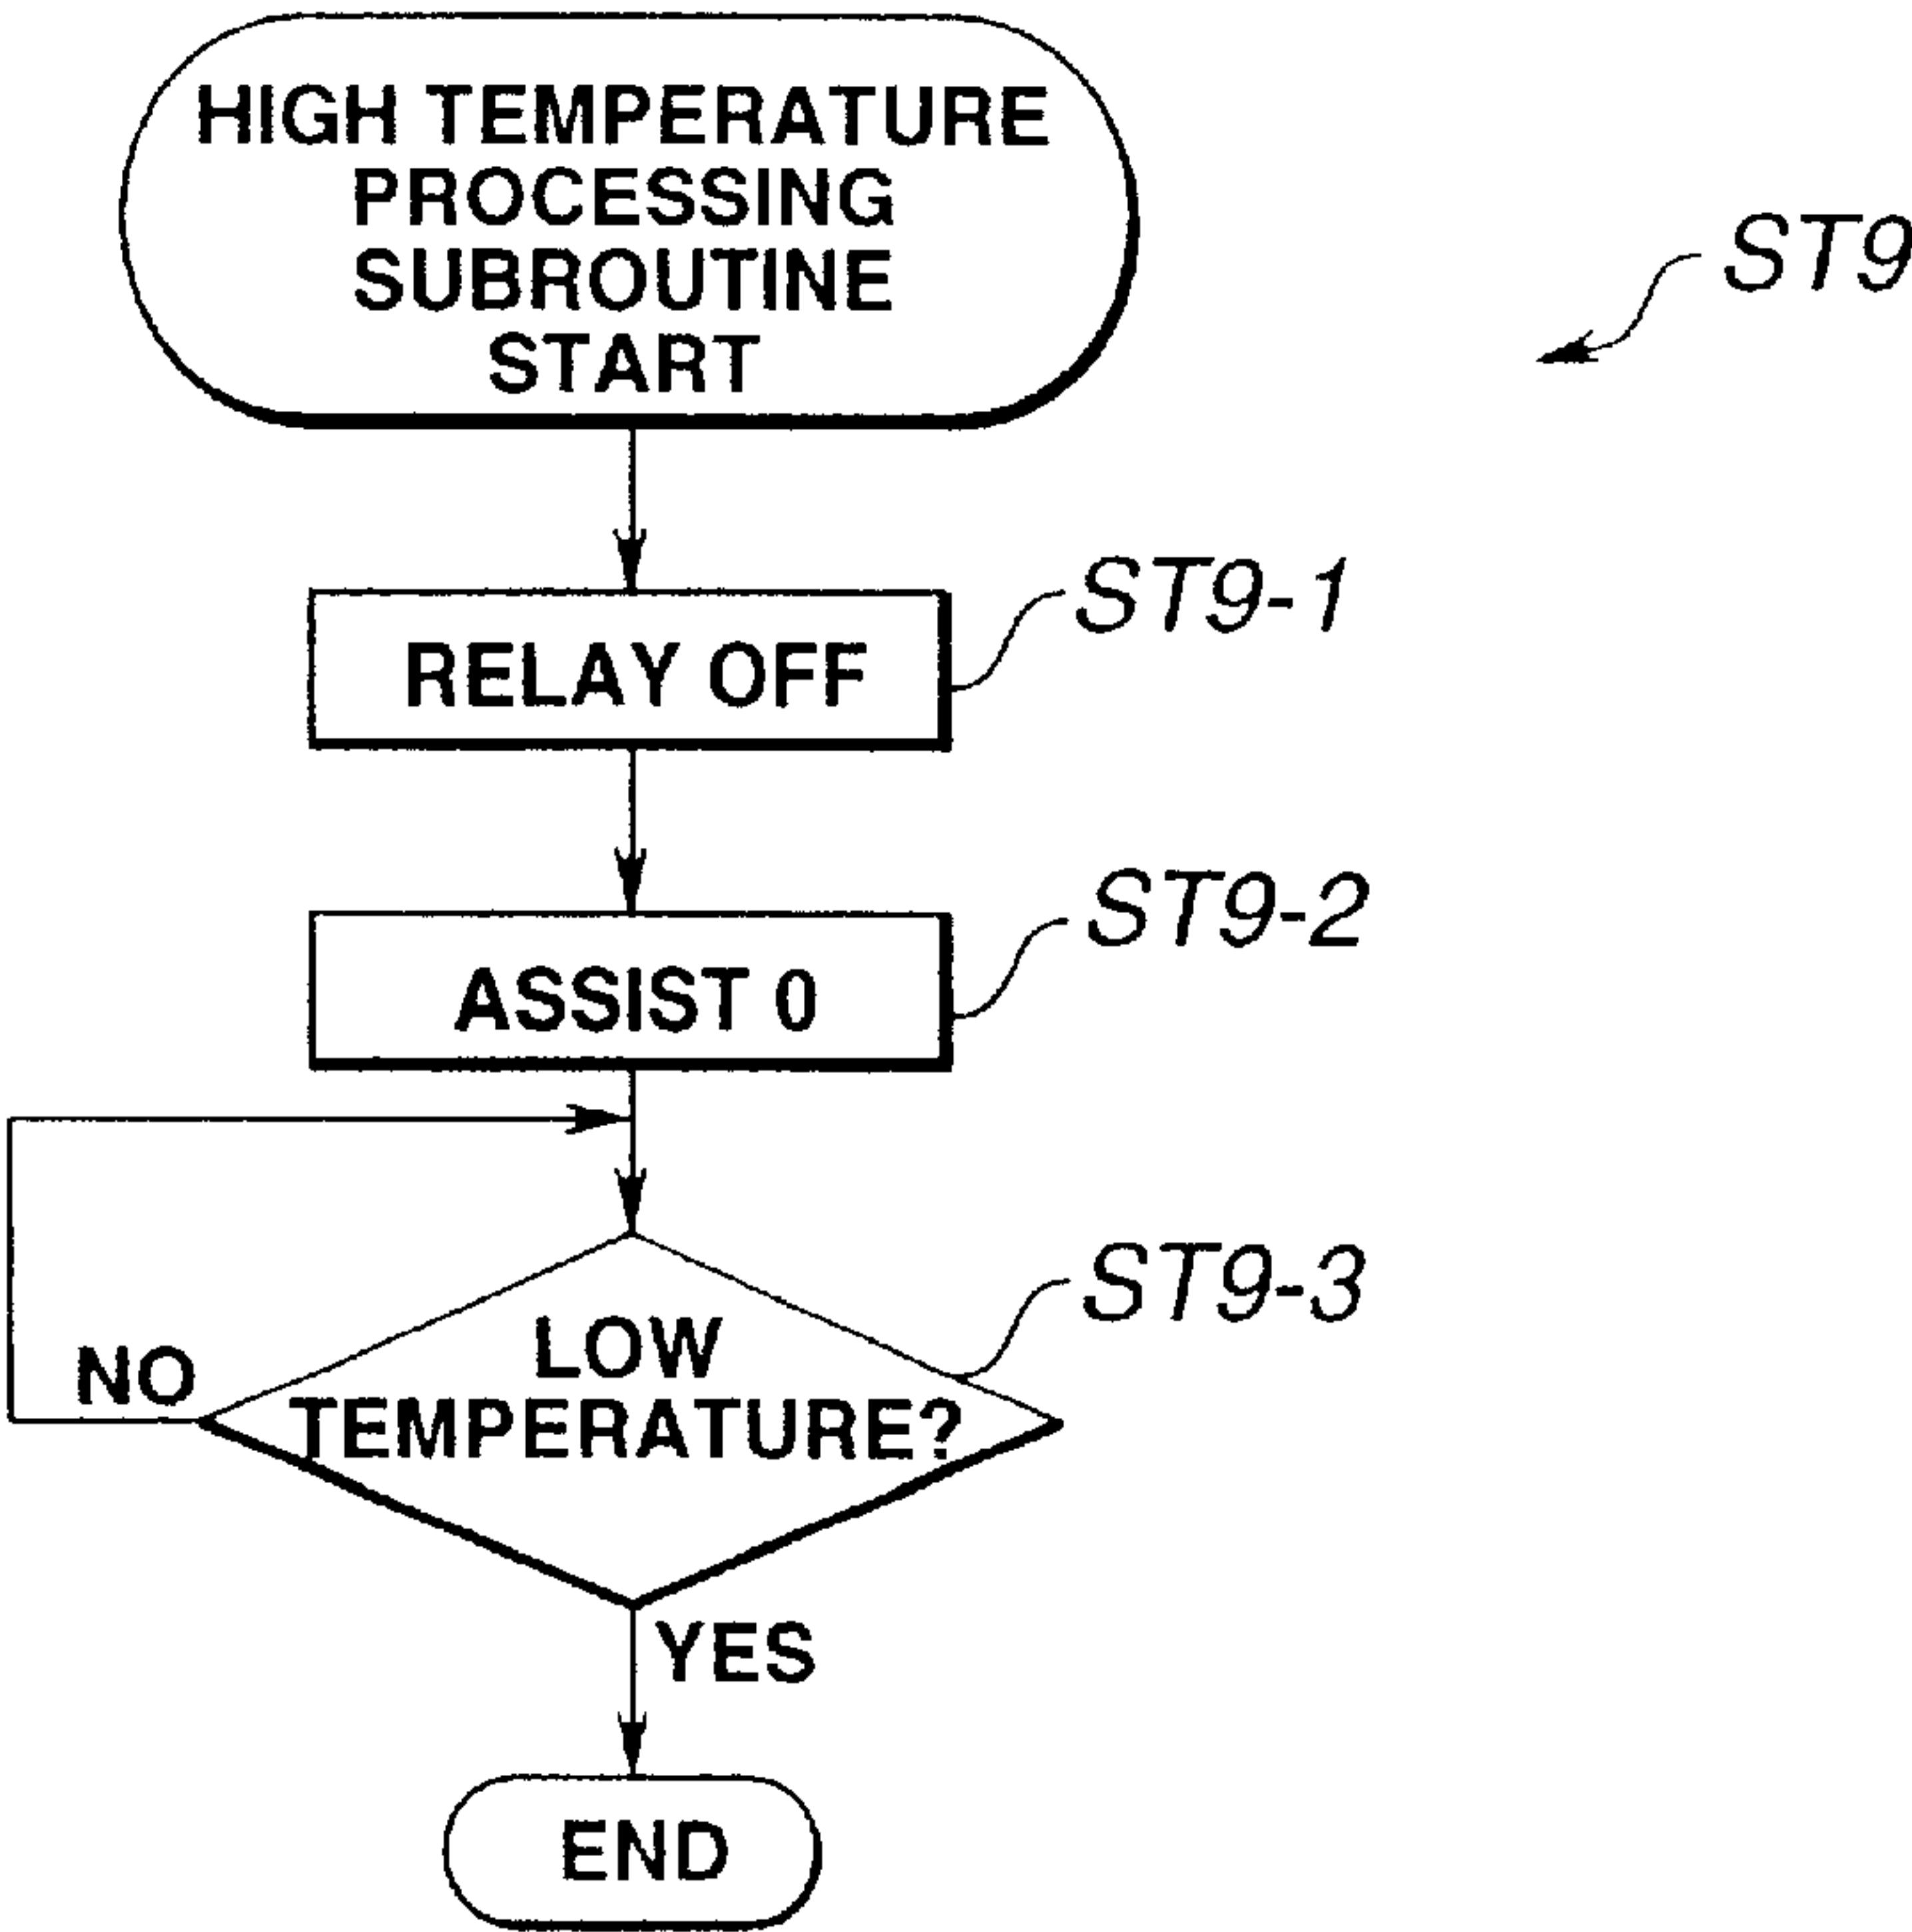 HIGH TEMPERATURE
PROCESSING
SUBROUTINE
START
ST9
RELAY OFF
ST9-1
ASSIST 0
ST9-2
LOW
TEMPERATURE?
ST9-3
NO
YES
END